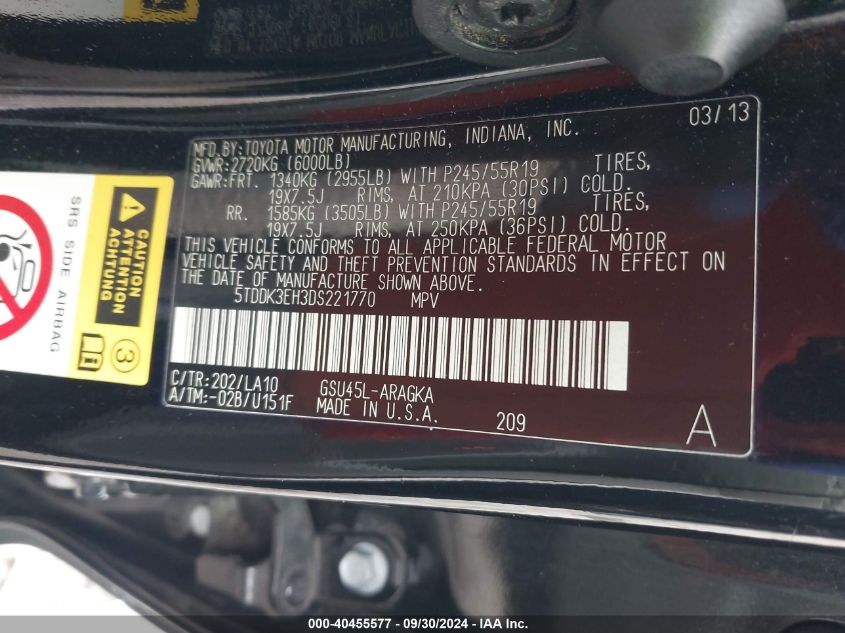 MFD.BY:TOYOTA MOTOR MANUFACTURING, INDIANA, INC. 03/13
GVWR:2720KG (6000LB)
GAWR:FRT. 1340KG (2955LB) WITH P245/55R19 TIRES,
19X7.5J RIMS, AT 210KPA (30PSI) COLD.
RR. 1585KG (3505LB) WITH P245/55R19 TIRES,
19X7.5J RIMS, AT 250KPA (36PSI) COLD.
THIS VEHICLE CONFORMS TO ALL APPLICABLE FEDERAL MOTOR
VEHICLE SAFETY AND THEFT PREVENTION STANDARDS IN EFFECT ON
THE DATE OF MANUFACTURE SHOWN ABOVE.
5TDDK3EH3DS221770 MPV
C/TR:202/LA10 GSU45L-ARAGKA
A/TM:-02B/U151F MADE IN U.S.A. 209 A
SRS SIDE AIRBAG
CAUTION
ATTENTION
ACHTUNG
3
000-40455577 - 09/30/2024 - IAA Inc.